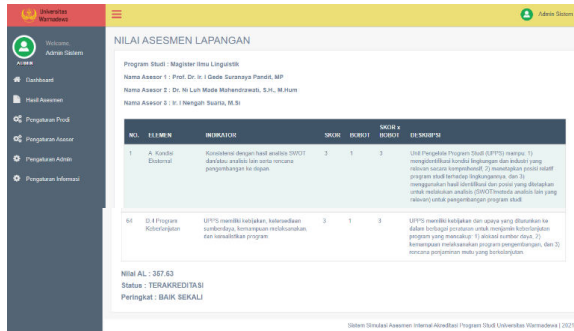 Universitas
Warmadewa
Admin Sistem
Welcome,
Admin Sistem
ADMIN
Dashboard
Hasil Asesmen
Pengaturan Prodi
Pengaturan Asesor
Pengaturan Admin
Pengaturan Informasi
NILAI ASESMEN LAPANGAN
Program Studi : Magister Ilmu Linguistik
Nama Asesor 1 : Prof. Dr. Ir. I Gede Suranaya Pandit, MP
Nama Asesor 2 : Dr. Ni Luh Made Mahendrawati, S.H., M.Hum
Nama Asesor 3 : Ir. I Nengah Suaria, M.Si
NO. ELEMEN INDIKATOR SKOR BOBOT SKOR x BOBOT DESKRIPSI
1 A. Kondisi Eksternal
Konsistensi dengan hasil analisis SWOT
dan/atau analisis lain serta rencana
pengembangan ke depan.
3 1 3
Unit Pengelola Program Studi (UPPS) mampu: 1)
mengidentifikasi kondisi lingkungan dan industri yang
relevan secara komprehensif; 2) menetapkan posisi relatif
program studi terhadap lingkungannya, dan 3)
menggunakan hasil identifikasi dan posisi yang ditetapkan
untuk melakukan analisis (SWOT/metoda analisis lain yang
relevan) untuk pengembangan program studi
64 D.4 Program Keberlanjutan
UPPS memiliki kebijakan, ketersediaan
sumberdaya, kemampuan melaksanakan,
dan kerealistikan program
3 1 3
UPPS memiliki kebijakan dan upaya yang diturunkan ke
dalam berbagai peraturan untuk menjamin keberlanjutan
program yang mencakup: 1) alokasi sumber daya, 2)
kemampuan melaksanakan program pengembangan, dan 3)
rencana penjaminan mutu yang berkelanjutan.
Nilai AL : 357.63
Status : TERAKREDITASI
Peringkat : BAIK SEKALI
Sistem Simulasi Asesmen Internal Akreditasi Program Studi Universitas Warmadewa | 2021